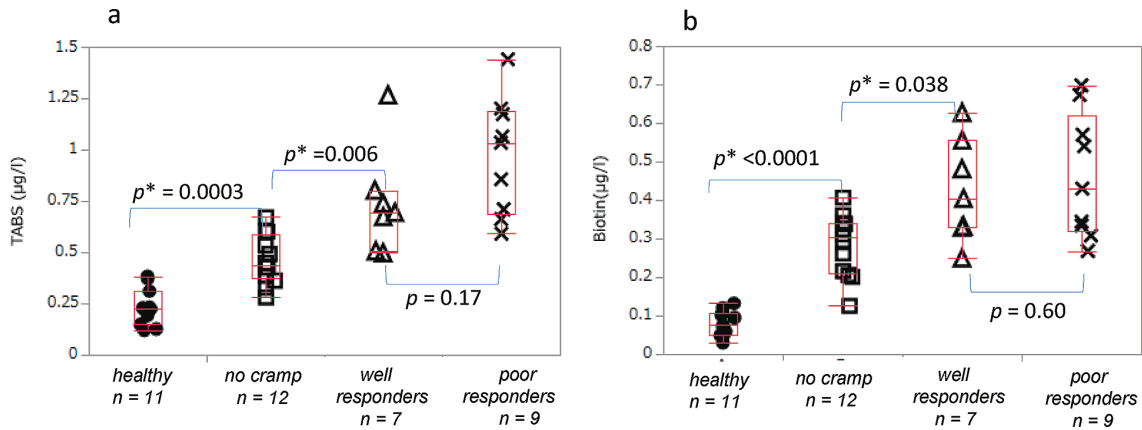 a
TABS (µg/l)
1.5
1.25
1
0.75
0.5
0.25
0
p* = 0.0003
p* =0.006
p = 0.17
healthy
n = 11
no cramp
n = 12
well
responders
n = 7
poor
responders
n = 9
b
Biotin(µg/l)
0.8
0.7
0.6
0.5
0.4
0.3
0.2
0.1
0
p* <0.0001
p* = 0.038
p = 0.60
healthy
n = 11
no cramp
n = 12
well
responders
n = 7
poor
responders
n = 9